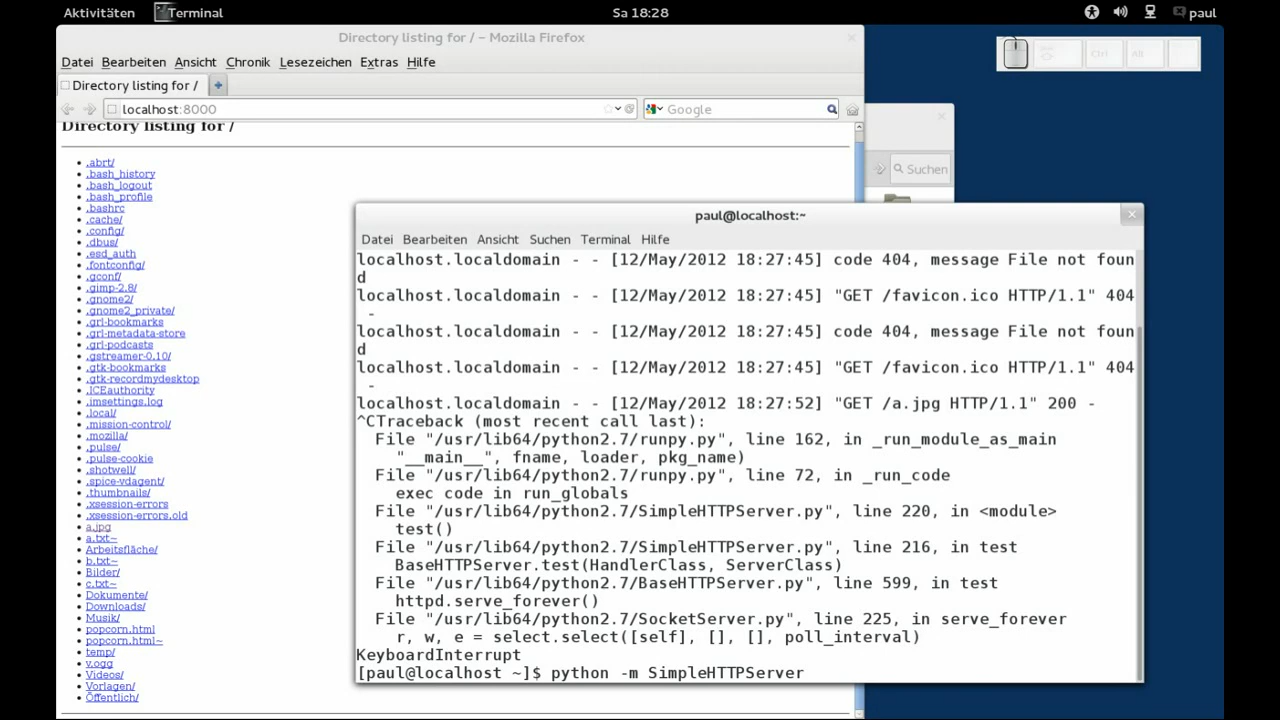 Aktivitäten Terminal Sa 18:28 paul
Directory listing for / – Mozilla Firefox
Datei Bearbeiten Ansicht Chronik Lesezeichen Extras Hilfe
Directory listing for /
localhost:8000 Google
Directory listing for /
.abrt/
.bash_history
.bash_logout
.bash_profile
.bashrc
.cache/
.config/
.dbus/
.esd_auth
.fontconfig/
.gconf/
.gimp-2.8/
.gnome2/
.gnome2_private/
.grl-bookmarks
.grl-metadata-store
.grl-podcasts
.gstreamer-0.10/
.gtk-bookmarks
.gtk-recordmydesktop
.ICEauthority
.imsettings.log
.local/
.mission-control/
.mozilla/
.pulse/
.pulse-cookie
.shotwell/
.spice-vdagent/
.thumbnails/
.xsession-errors
.xsession-errors.old
a.jpg
a.txt~
Arbeitsfläche/
b.txt~
Bilder/
c.txt~
Dokumente/
Downloads/
Musik/
popcorn.html
popcorn.html~
temp/
v.ogg
Videos/
Vorlagen/
Öffentlich/
Ctrl Alt
Suchen
paul@localhost:~
Datei Bearbeiten Ansicht Suchen Terminal Hilfe
localhost.localdomain - - [12/May/2012 18:27:45] code 404, message File not foun
d
localhost.localdomain - - [12/May/2012 18:27:45] "GET /favicon.ico HTTP/1.1" 404
-
localhost.localdomain - - [12/May/2012 18:27:45] code 404, message File not foun
d
localhost.localdomain - - [12/May/2012 18:27:45] "GET /favicon.ico HTTP/1.1" 404
-
localhost.localdomain - - [12/May/2012 18:27:52] "GET /a.jpg HTTP/1.1" 200 -
^CTraceback (most recent call last):
File "/usr/lib64/python2.7/runpy.py", line 162, in _run_module_as_main
"__main__", fname, loader, pkg_name)
File "/usr/lib64/python2.7/runpy.py", line 72, in _run_code
exec code in run_globals
File "/usr/lib64/python2.7/SimpleHTTPServer.py", line 220, in <module>
test()
File "/usr/lib64/python2.7/SimpleHTTPServer.py", line 216, in test
BaseHTTPServer.test(HandlerClass, ServerClass)
File "/usr/lib64/python2.7/BaseHTTPServer.py", line 599, in test
httpd.serve_forever()
File "/usr/lib64/python2.7/SocketServer.py", line 225, in serve_forever
r, w, e = select.select([self], [], [], poll_interval)
KeyboardInterrupt
[paul@localhost ~]$ python -m SimpleHTTPServer